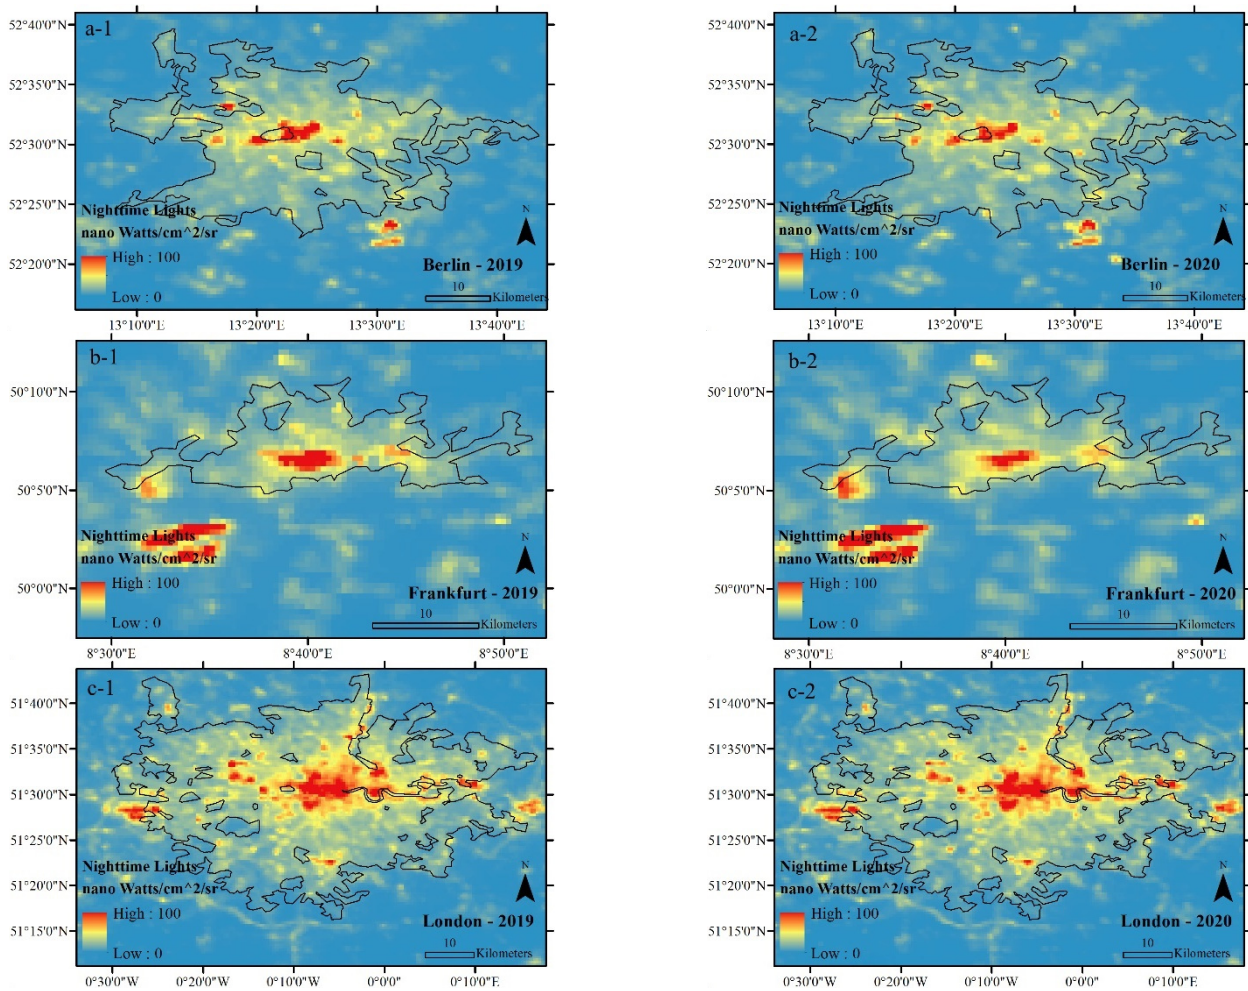 52°40'0"N
a-1
52°35'0"N
52°30'0"N
52°25'0"N
52°20'0"N
Nighttime Lights
nano Watts/cm^2/sr
High : 100
Low : 0
N
Berlin - 2019
10
Kilometers
13°10'0"E 13°20'0"E 13°30'0"E 13°40'0"E
52°40'0"N
a-2
52°35'0"N
52°30'0"N
52°25'0"N
52°20'0"N
Nighttime Lights
nano Watts/cm^2/sr
High : 100
Low : 0
N
Berlin - 2020
10
Kilometers
13°10'0"E 13°20'0"E 13°30'0"E 13°40'0"E
b-1
50°10'0"N
50°5'0"N
50°0'0"N
Nighttime Lights
nano Watts/cm^2/sr
High : 100
Low : 0
N
Frankfurt - 2019
10
Kilometers
8°30'0"E 8°40'0"E 8°50'0"E
b-2
50°10'0"N
50°5'0"N
50°0'0"N
Nighttime Lights
nano Watts/cm^2/sr
High : 100
Low : 0
N
Frankfurt - 2020
10
Kilometers
8°30'0"E 8°40'0"E 8°50'0"E
c-1
51°40'0"N
51°35'0"N
51°30'0"N
51°25'0"N
51°20'0"N
51°15'0"N
Nighttime Lights
nano Watts/cm^2/sr
High : 100
Low : 0
N
London - 2019
10
Kilometers
0°30'0"W 0°20'0"W 0°10'0"W 0°0'0" 0°10'0"E
c-2
51°40'0"N
51°35'0"N
51°30'0"N
51°25'0"N
51°20'0"N
51°15'0"N
Nighttime Lights
nano Watts/cm^2/sr
High : 100
Low : 0
N
London - 2020
10
Kilometers
0°30'0"W 0°20'0"W 0°10'0"W 0°0'0" 0°10'0"E